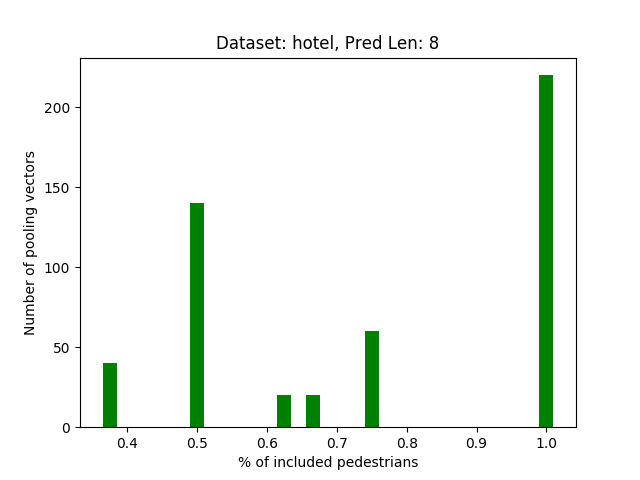 Dataset: hotel, Pred Len: 8
Number of pooling vectors
200
150
100
50
0
0.4 0.5 0.6 0.7 0.8 0.9 1.0
% of included pedestrians